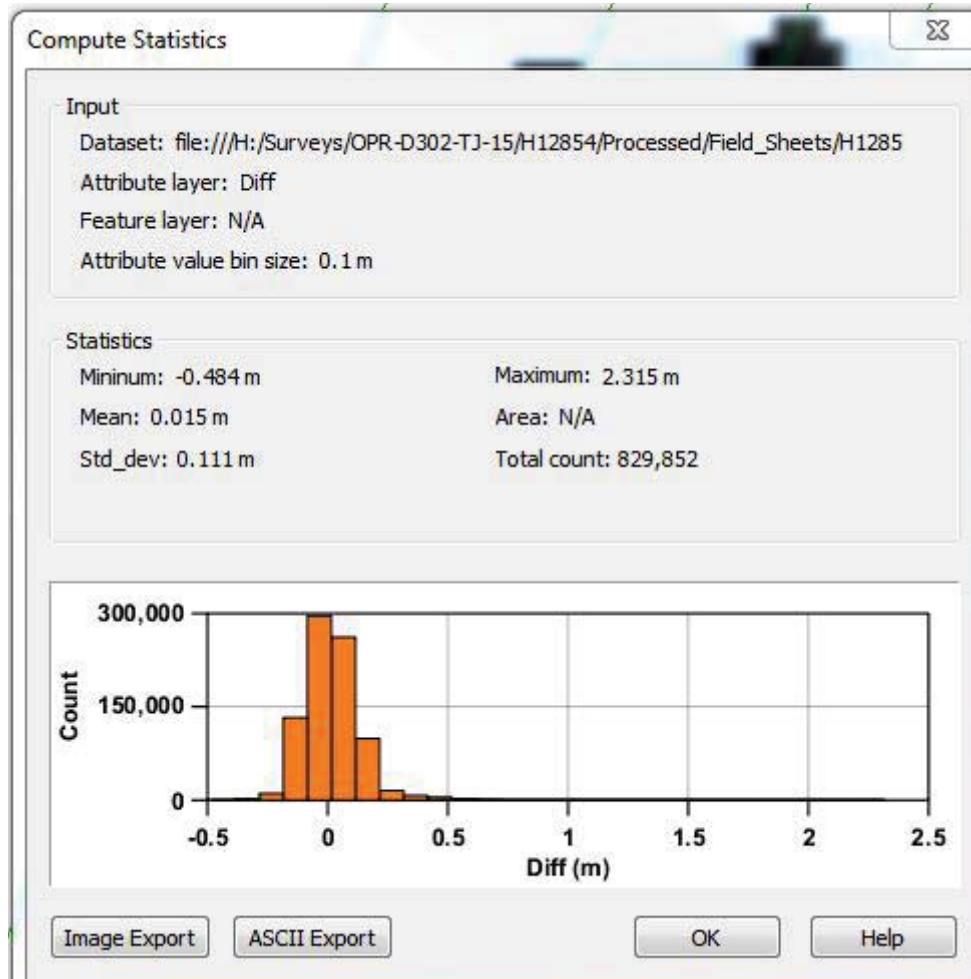 Compute Statistics
Input
Dataset: file:///H:/Surveys/OPR-D302-TJ-15/H12854/Processed/Field_Sheets/H1285
Attribute layer: Diff
Feature layer: N/A
Attribute value bin size: 0.1 m
Statistics
Mininum: -0.484 m Maximum: 2.315 m
Mean: 0.015 m Area: N/A
Std_dev: 0.111 m Total count: 829,852
300,000
150,000
0
Count
-0.5 0 0.5 1 1.5 2 2.5
Diff (m)
Image Export ASCII Export OK Help